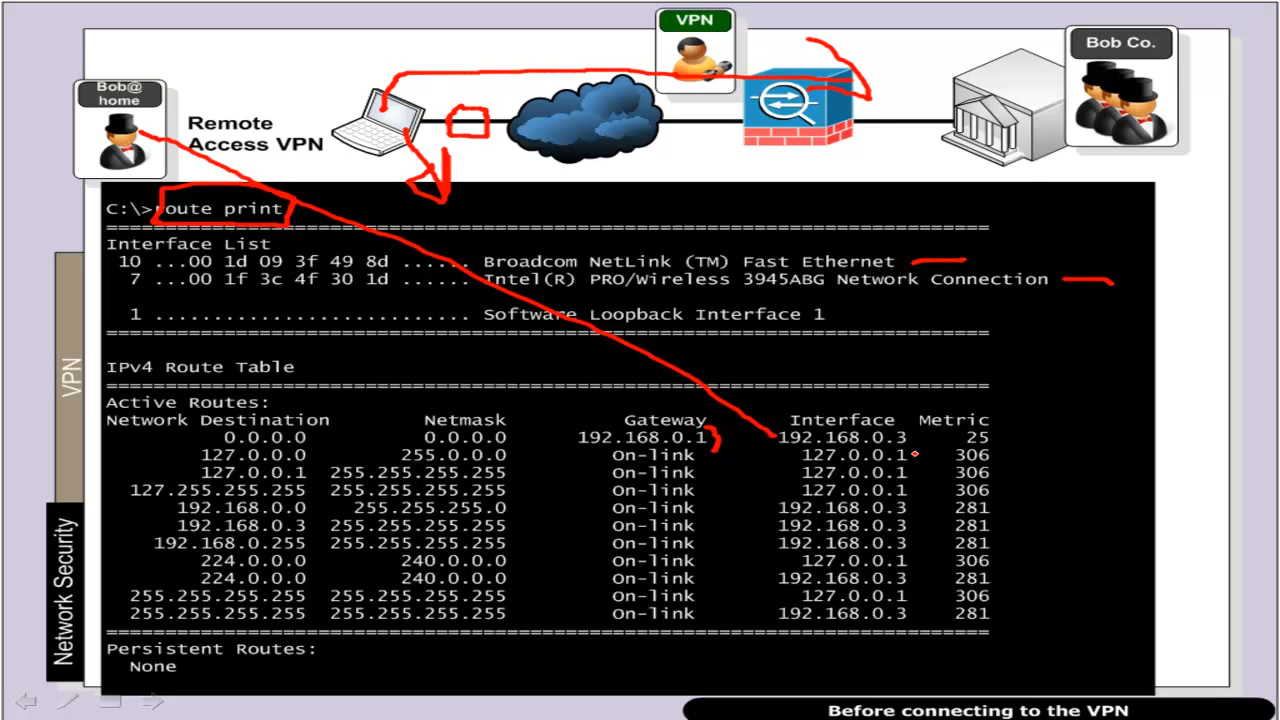 VPN
Bob Co.
Bob@
home
Remote
Access VPN
C:\>route print
===========================================================================
Interface List
10 ...00 1d 09 3f 49 8d ...... Broadcom NetLink (TM) Fast Ethernet
7 ...00 1f 3c 4f 30 1d ...... Intel(R) PRO/Wireless 3945ABG Network Connection
1 ........................... Software Loopback Interface 1
===========================================================================
IPv4 Route Table
===========================================================================
Active Routes:
Network Destination Netmask Gateway Interface Metric
0.0.0.0 0.0.0.0 192.168.0.1 192.168.0.3 25
127.0.0.0 255.0.0.0 On-link 127.0.0.1 306
127.0.0.1 255.255.255.255 On-link 127.0.0.1 306
127.255.255.255 255.255.255.255 On-link 127.0.0.1 306
192.168.0.0 255.255.255.0 On-link 192.168.0.3 281
192.168.0.3 255.255.255.255 On-link 192.168.0.3 281
192.168.0.255 255.255.255.255 On-link 192.168.0.3 281
224.0.0.0 240.0.0.0 On-link 127.0.0.1 306
224.0.0.0 240.0.0.0 On-link 192.168.0.3 281
255.255.255.255 255.255.255.255 On-link 127.0.0.1 306
255.255.255.255 255.255.255.255 On-link 192.168.0.3 281
===========================================================================
Persistent Routes:
None
VPN
Network Security
Before connecting to the VPN